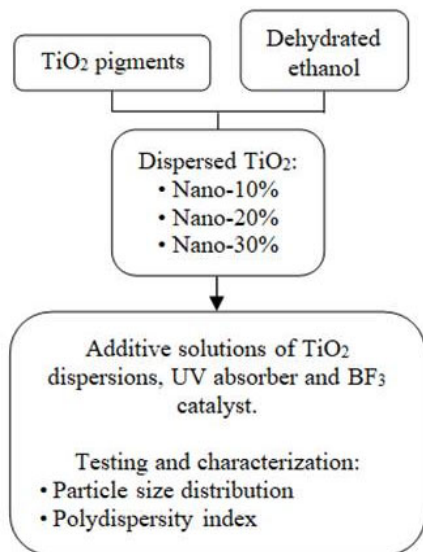 TiO₂ pigments
Dehydrated
ethanol
Dispersed TiO₂:
• Nano-10%
• Nano-20%
• Nano-30%
Additive solutions of TiO₂
dispersions, UV absorber and BF₃
catalyst.
Testing and characterization:
• Particle size distribution
• Polydispersity index